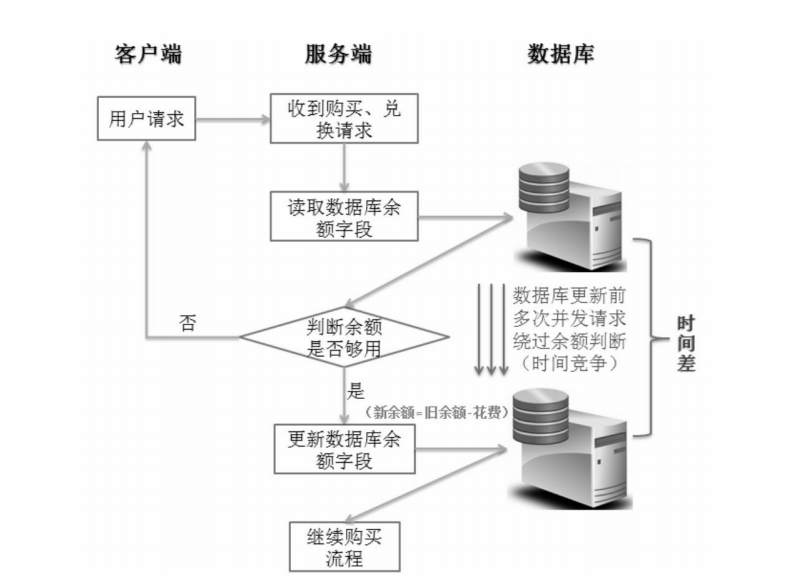 客户端
服务端
数据库
用户请求
收到购买、兑
换请求
读取数据库余
额字段
判断余额
是否够用
否
是
（新余额=旧余额-花费）
更新数据库余
额字段
继续购买
流程
数据库更新前
多次并发请求
绕过余额判断
（时间竞争）
时间差